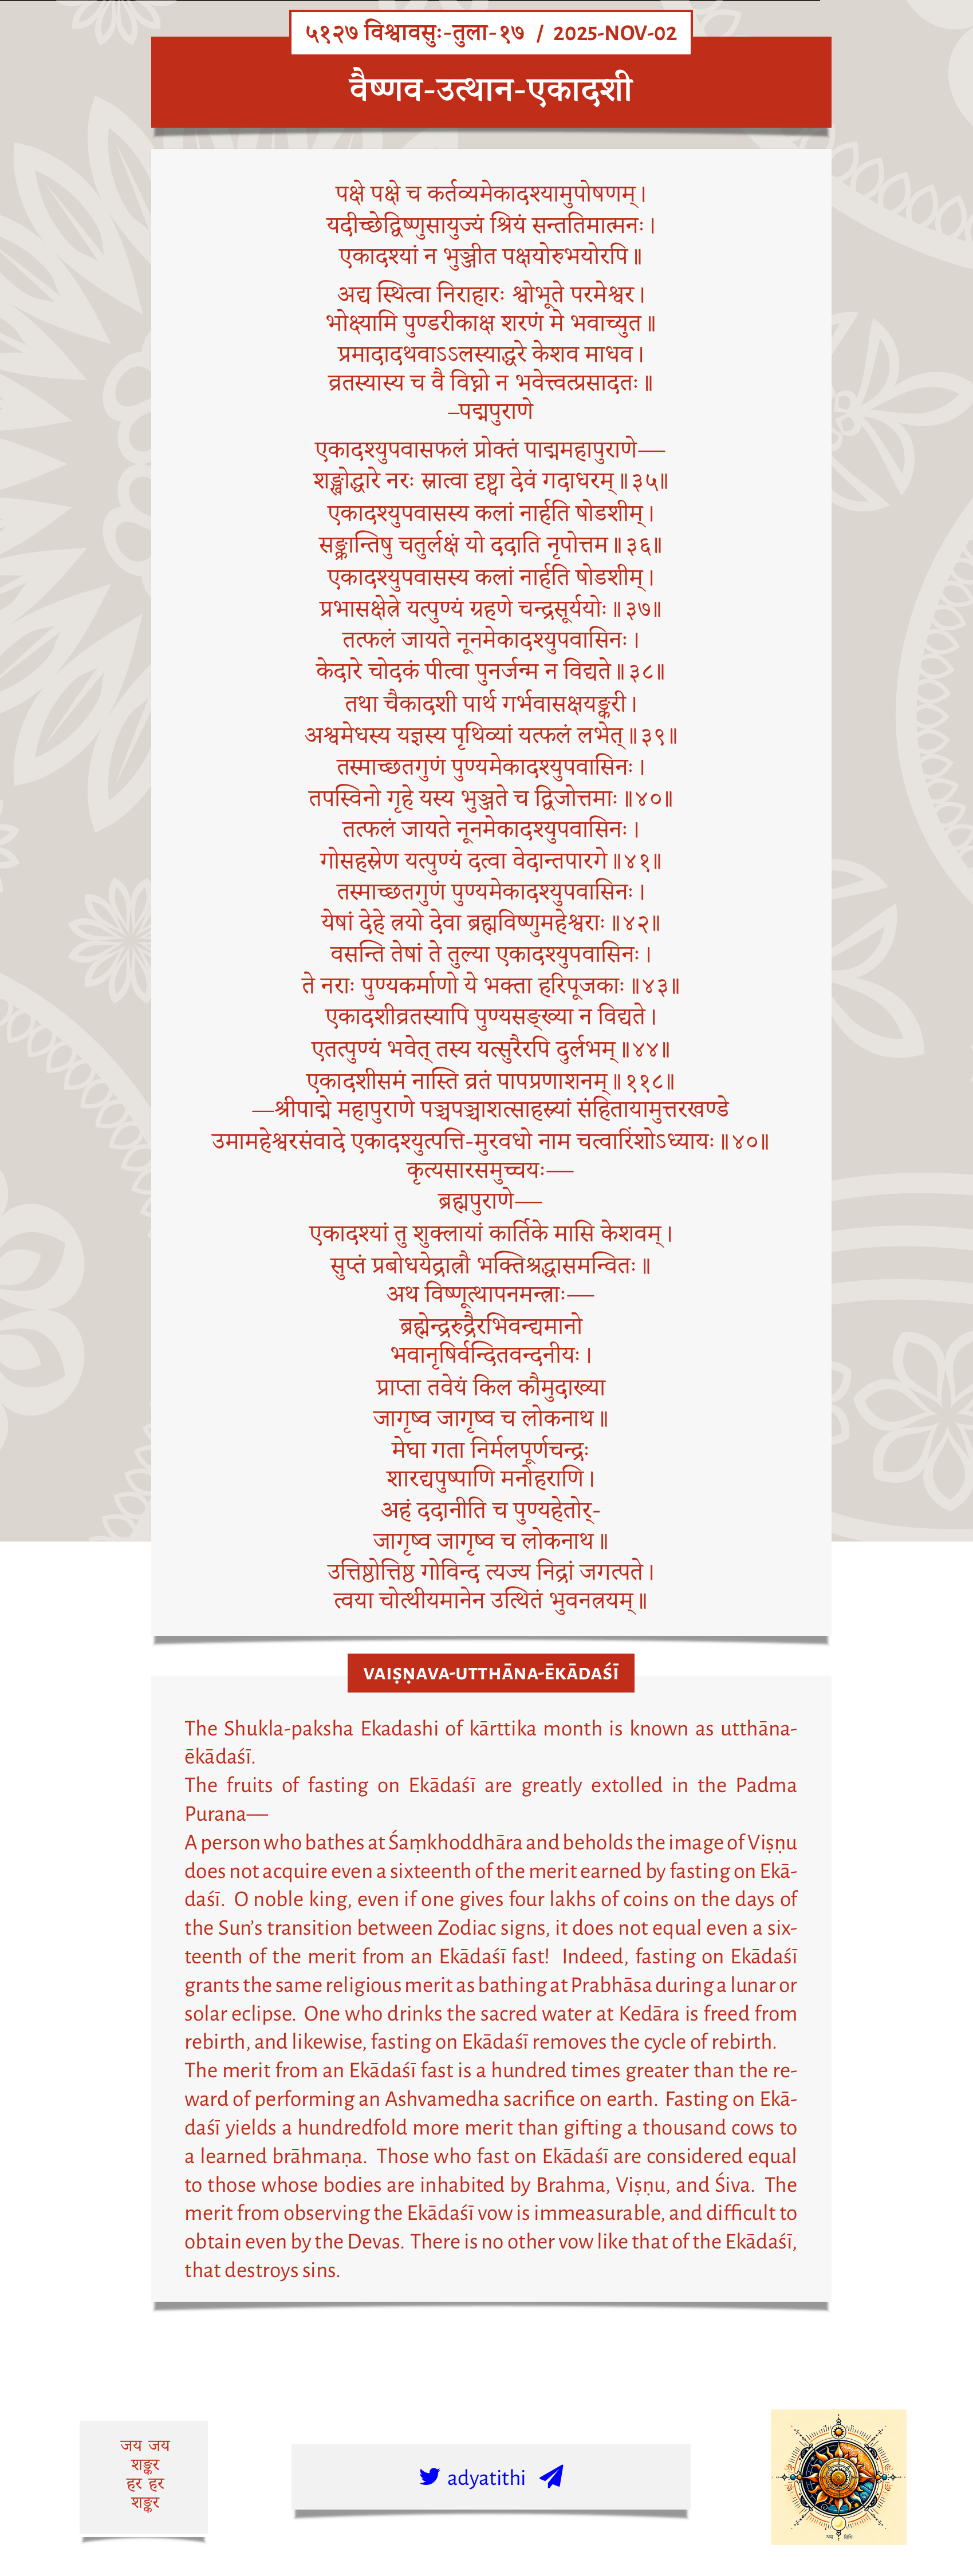 ५१२७ विश्वावसुः-तुला-१७ / 2025-NOV-02
वैष्णव-उत्थान-एकादशी
पक्षे पक्षे च कर्तव्यमेकादश्यामुपोषणम्।
यदीच्छेद्विष्णुसायुज्यं श्रियं सन्ततिमात्मनः।
एकादश्यां न भुञ्जीत पक्षयोरुभयोरपि॥
अद्य स्थित्वा निराहारः श्वोभूते परमेश्वर।
भोक्ष्यामि पुण्डरीकाक्ष शरणं मे भवाच्युत॥
प्रमादादथवाऽऽलस्याद्धरे केशव माधव।
व्रतस्यास्य च वै विघ्नो न भवेत्त्वत्प्रसादतः॥
–पद्मपुराणे
एकादश्युपवासफलं प्रोक्तं पाद्ममहापुराणे—
शङ्खोद्धारे नरः स्नात्वा दृष्ट्वा देवं गदाधरम्॥३५॥
एकादश्युपवासस्य कलां नार्हति षोडशीम्।
सङ्क्रान्तिषु चतुर्लक्षं यो ददाति नृपोत्तम॥३६॥
एकादश्युपवासस्य कलां नार्हति षोडशीम्।
प्रभासक्षेत्रे यत्पुण्यं ग्रहणे चन्द्रसूर्ययोः॥३७॥
तत्फलं जायते नूनमेकादश्युपवासिनः।
केदारे चोदकं पीत्वा पुनर्जन्म न विद्यते॥३८॥
तथा चैकादशी पार्थ गर्भवासक्षयङ्करी।
अश्वमेधस्य यज्ञस्य पृथिव्यां यत्फलं लभेत्॥३९॥
तस्माच्छतगुणं पुण्यमेकादश्युपवासिनः।
तपस्विनो गृहे यस्य भुञ्जते च द्विजोत्तमाः॥४०॥
तत्फलं जायते नूनमेकादश्युपवासिनः।
गोसहस्रेण यत्पुण्यं दत्वा वेदान्तपारगे॥४१॥
तस्माच्छतगुणं पुण्यमेकादश्युपवासिनः।
येषां देहे त्रयो देवा ब्रह्मविष्णुमहेश्वराः॥४२॥
वसन्ति तेषां ते तुल्या एकादश्युपवासिनः।
ते नराः पुण्यकर्माणो ये भक्ता हरिपूजकाः॥४३॥
एकादशीव्रतस्यापि पुण्यसङ्ख्या न विद्यते।
एतत्पुण्यं भवेत् तस्य यत्सुरैरपि दुर्लभम्॥४४॥
एकादशीसमं नास्ति व्रतं पापप्रणाशनम्॥११८॥
—श्रीपाद्मे महापुराणे पञ्चपञ्चाशत्साहस्र्यां संहितायामुत्तरखण्डे
उमामहेश्वरसंवादे एकादश्युत्पत्ति-मुरवधो नाम चत्वारिंशोऽध्यायः॥४०॥
कृत्यसारसमुच्चयः—
ब्रह्मपुराणे—
एकादश्यां तु शुक्लायां कार्तिके मासि केशवम्।
सुप्तं प्रबोधयेद्रात्रौ भक्तिश्रद्धासमन्वितः॥
अथ विष्णूत्थापनमन्त्राः—
ब्रह्मेन्द्ररुद्रैरभिवन्द्यमानो
भवानृषिर्वन्दितवन्दनीयः।
प्राप्ता तवेयं किल कौमुदाख्या
जागृष्व जागृष्व च लोकनाथ॥
मेघा गता निर्मलपूर्णचन्द्रः
शारद्यपुष्पाणि मनोहराणि।
अहं ददानीति च पुण्यहेतोर्-
जागृष्व जागृष्व च लोकनाथ॥
उत्तिष्ठोत्तिष्ठ गोविन्द त्यज्य निद्रां जगत्पते।
त्वया चोत्थीयमानेन उत्थितं भुवनत्रयम्॥
VAIṢṆAVA-UTTHĀNA-ĒKĀDAŚĪ
The Shukla-paksha Ekadashi of kārttika month is known as utthāna-
ēkādaśī.
The fruits of fasting on Ekādaśī are greatly extolled in the Padma
Purana—
A person who bathes at Śaṃkhoddhāra and beholds the image of Viṣṇu
does not acquire even a sixteenth of the merit earned by fasting on Ekā-
daśī. O noble king, even if one gives four lakhs of coins on the days of
the Sun's transition between Zodiac signs, it does not equal even a six-
teenth of the merit from an Ekādaśī fast! Indeed, fasting on Ekādaśī
grants the same religious merit as bathing at Prabhāsa during a lunar or
solar eclipse. One who drinks the sacred water at Kedāra is freed from
rebirth, and likewise, fasting on Ekādaśī removes the cycle of rebirth.
The merit from an Ekādaśī fast is a hundred times greater than the re-
ward of performing an Ashvamedha sacrifice on earth. Fasting on Ekā-
daśī yields a hundredfold more merit than gifting a thousand cows to
a learned brāhmaṇa. Those who fast on Ekādaśī are considered equal
to those whose bodies are inhabited by Brahma, Viṣṇu, and Śiva. The
merit from observing the Ekādaśī vow is immeasurable, and difficult to
obtain even by the Devas. There is no other vow like that of the Ekādaśī,
that destroys sins.
जय जय
शङ्कर
हर हर
शङ्कर
adyatithi